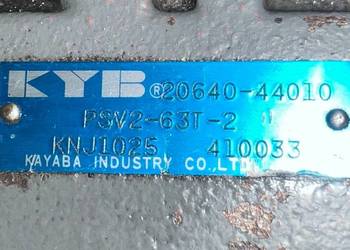 KYB ® 20640-44010
PSV2-63T-2
KNJ1025 410033
KAYABA INDUSTRY CO., LTD.